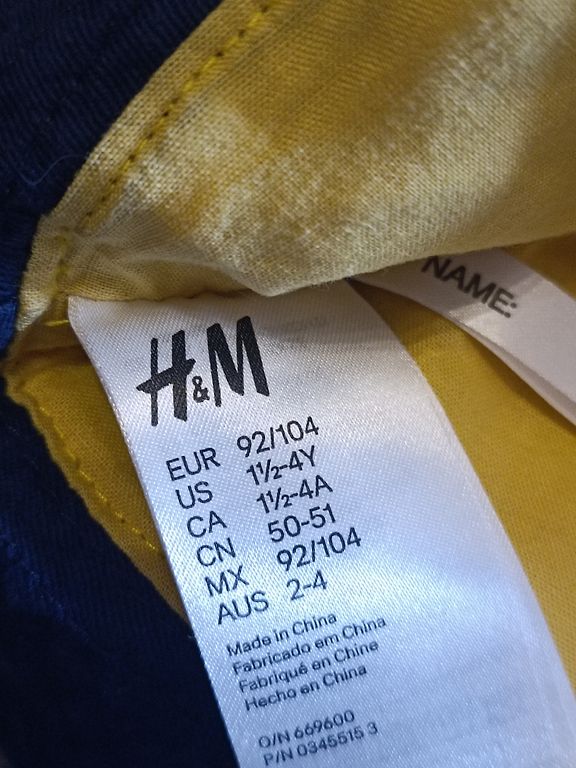 H&M
EUR 92/104
US 1½-4Y
CA 1½-4A
CN 50-51
MX 92/104
AUS 2-4
Made in China
Fabricado em China
Fabriqué en Chine
Hecho en China
O/N 669600
P/N 0345515 3
NAME: